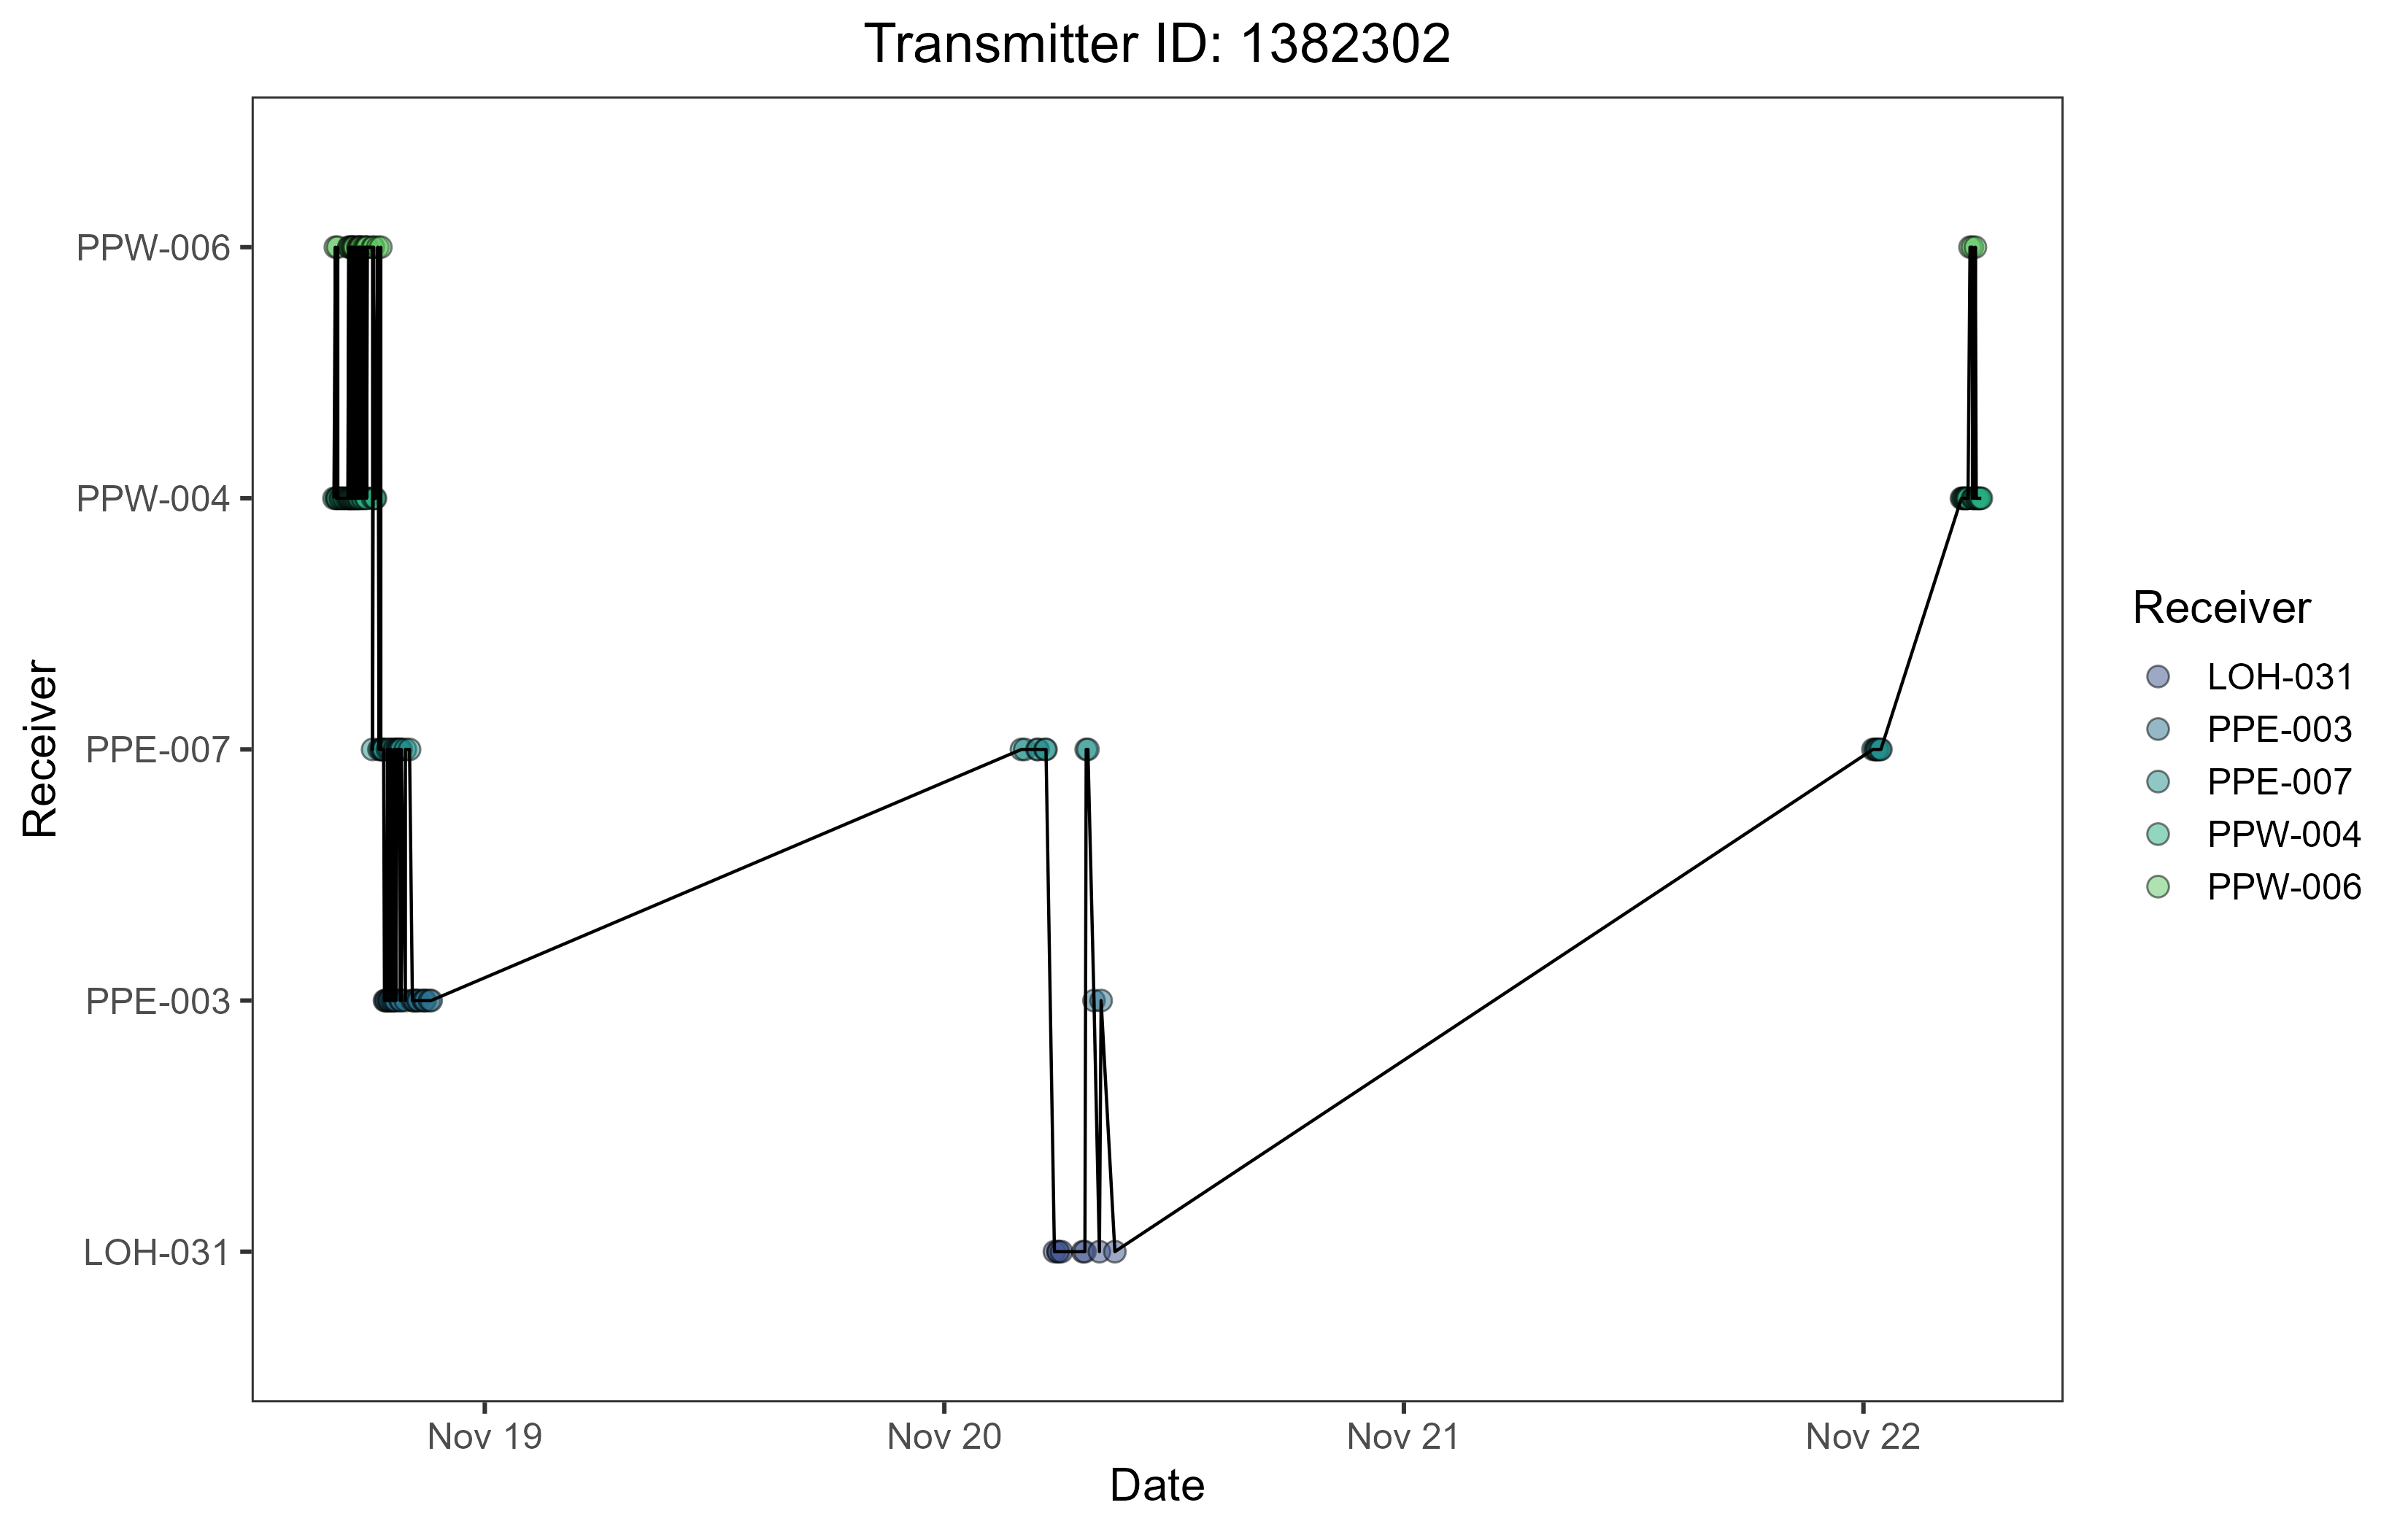 Transmitter ID: 1382302
PPW-006
PPW-004
PPE-007
PPE-003
LOH-031
Receiver
Nov 19
Nov 20
Nov 21
Nov 22
Date
Receiver
LOH-031
PPE-003
PPE-007
PPW-004
PPW-006